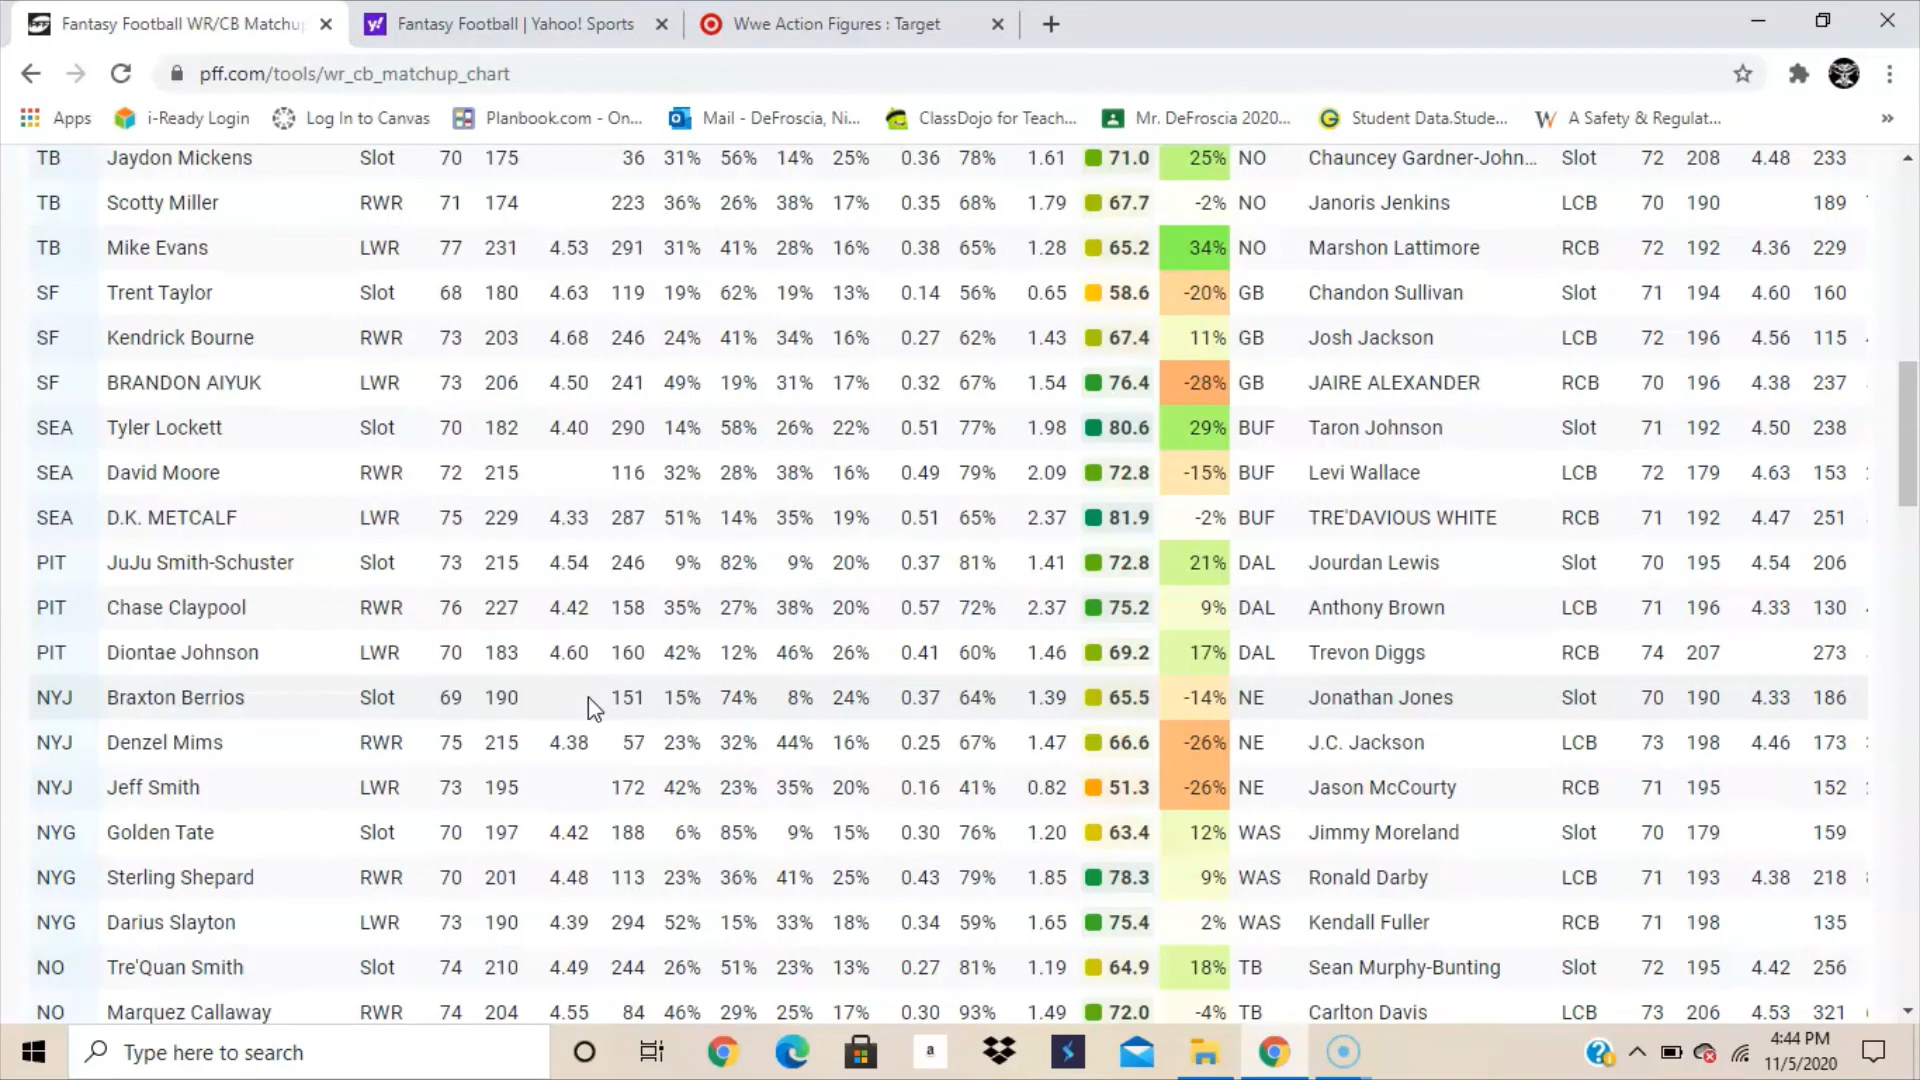 Fantasy Football WR/CB Matchup
Fantasy Football | Yahoo! Sports
Wwe Action Figures : Target
pff.com/tools/wr_cb_matchup_chart
Apps i-Ready Login Log In to Canvas Planbook.com - On... Mail - DeFroscia, Ni... ClassDojo for Teach... Mr. DeFroscia 2020... Student Data.Stude... A Safety & Regulat... »
TB Jaydon Mickens Slot 70 175 36 31% 56% 14% 25% 0.36 78% 1.61 71.0 25% NO Chauncey Gardner-John... Slot 72 208 4.48 233
TB Scotty Miller RWR 71 174 223 36% 26% 38% 17% 0.35 68% 1.79 67.7 -2% NO Janoris Jenkins LCB 70 190 189
TB Mike Evans LWR 77 231 4.53 291 31% 41% 28% 16% 0.38 65% 1.28 65.2 34% NO Marshon Lattimore RCB 72 192 4.36 229
SF Trent Taylor Slot 68 180 4.63 119 19% 62% 19% 13% 0.14 56% 0.65 58.6 -20% GB Chandon Sullivan Slot 71 194 4.60 160
SF Kendrick Bourne RWR 73 203 4.68 246 24% 41% 34% 16% 0.27 62% 1.43 67.4 11% GB Josh Jackson LCB 72 196 4.56 115
SF BRANDON AIYUK LWR 73 206 4.50 241 49% 19% 31% 17% 0.32 67% 1.54 76.4 -28% GB JAIRE ALEXANDER RCB 70 196 4.38 237
SEA Tyler Lockett Slot 70 182 4.40 290 14% 58% 26% 22% 0.51 77% 1.98 80.6 29% BUF Taron Johnson Slot 71 192 4.50 238
SEA David Moore RWR 72 215 116 32% 28% 38% 16% 0.49 79% 2.09 72.8 -15% BUF Levi Wallace LCB 72 179 4.63 153
SEA D.K. METCALF LWR 75 229 4.33 287 51% 14% 35% 19% 0.51 65% 2.37 81.9 -2% BUF TRE'DAVIOUS WHITE RCB 71 192 4.47 251
PIT JuJu Smith-Schuster Slot 73 215 4.54 246 9% 82% 9% 20% 0.37 81% 1.41 72.8 21% DAL Jourdan Lewis Slot 70 195 4.54 206
PIT Chase Claypool RWR 76 227 4.42 158 35% 27% 38% 20% 0.57 72% 2.37 75.2 9% DAL Anthony Brown LCB 71 196 4.33 130
PIT Diontae Johnson LWR 70 183 4.60 160 42% 12% 46% 26% 0.41 60% 1.46 69.2 17% DAL Trevon Diggs RCB 74 207 273
NYJ Braxton Berrios Slot 69 190 151 15% 74% 8% 24% 0.37 64% 1.39 65.5 -14% NE Jonathan Jones Slot 70 190 4.33 186
NYJ Denzel Mims RWR 75 215 4.38 57 23% 32% 44% 16% 0.25 67% 1.47 66.6 -26% NE J.C. Jackson LCB 73 198 4.46 173
NYJ Jeff Smith LWR 73 195 172 42% 23% 35% 20% 0.16 41% 0.82 51.3 -26% NE Jason McCourty RCB 71 195 152
NYG Golden Tate Slot 70 197 4.42 188 6% 85% 9% 15% 0.30 76% 1.20 63.4 12% WAS Jimmy Moreland Slot 70 179 159
NYG Sterling Shepard RWR 70 201 4.48 113 23% 36% 41% 25% 0.43 79% 1.85 78.3 9% WAS Ronald Darby LCB 71 193 4.38 218
NYG Darius Slayton LWR 73 190 4.39 294 52% 15% 33% 18% 0.34 59% 1.65 75.4 2% WAS Kendall Fuller RCB 71 198 135
NO Tre'Quan Smith Slot 74 210 4.49 244 26% 51% 23% 13% 0.27 81% 1.19 64.9 18% TB Sean Murphy-Bunting Slot 72 195 4.42 256
NO Marquez Callaway RWR 74 204 4.55 84 46% 29% 25% 17% 0.30 93% 1.49 72.0 -4% TB Carlton Davis LCB 73 206 4.53 321
Type here to search
4:44 PM
11/5/2020